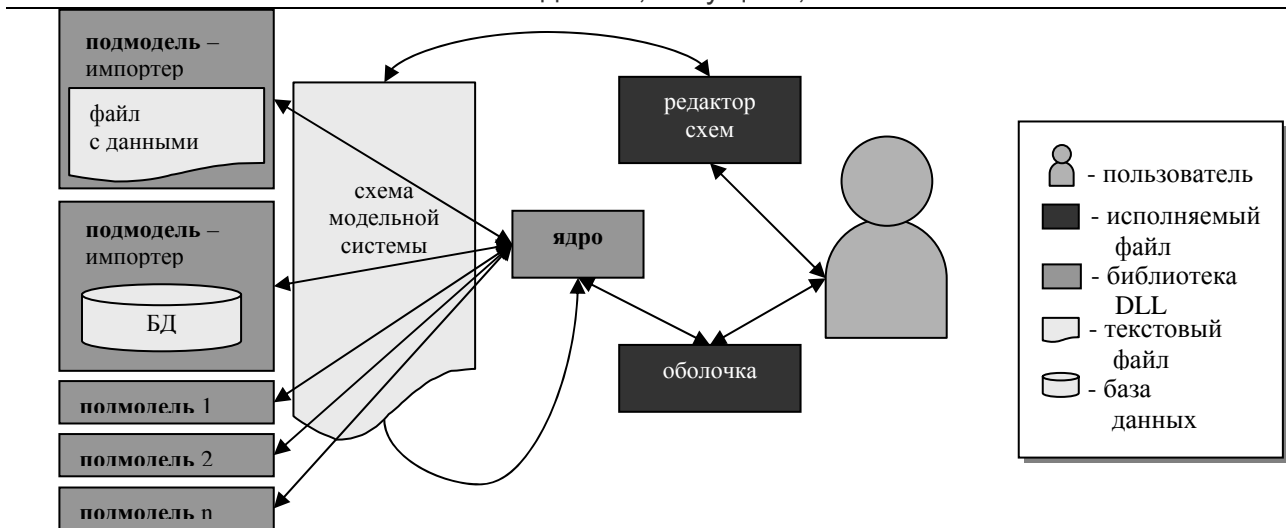 подмодель –
импортер
файл
с данными
подмодель –
импортер
БД
подмодель 1
подмодель 2
подмодель n
схема
модельной
системы
редактор
схем
ядро
оболочка
- пользователь
- исполняемый
файл
- библиотека
DLL
- текстовый
файл
- база
данных